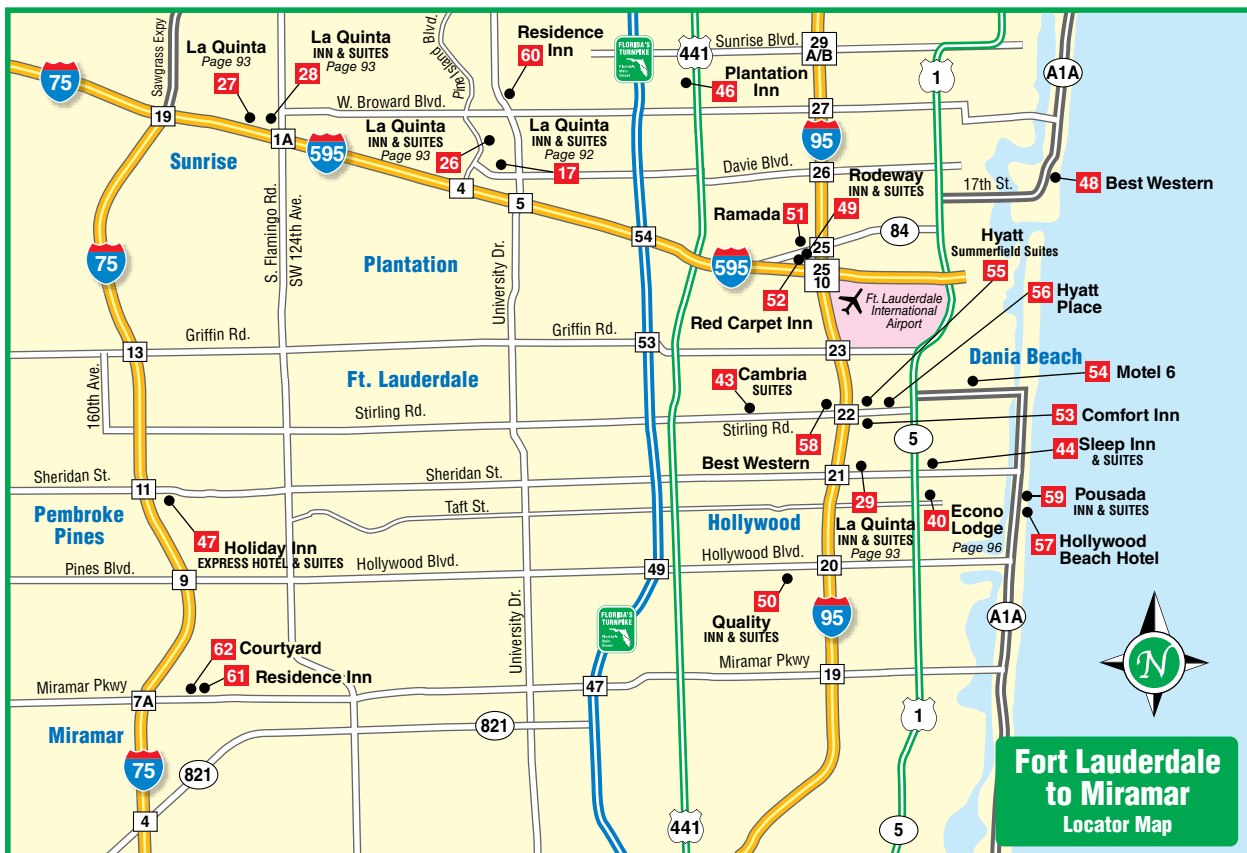 Sawgrass Expy
La Quinta
Page 93
27
La Quinta
INN & SUITES
Page 93
28
Pine Island
Blvd.
Residence
Inn
60
FLORIDA'S
TURNPIKE
441
Sunrise Blvd.
29
A/B
1
A1A
75
19
W. Broward Blvd.
46
Plantation
Inn
27
1A
595
Sunrise
La Quinta
INN & SUITES
Page 93
26
La Quinta
INN & SUITES
Page 92
17
95
Davie Blvd.
26
Rodeway
INN & SUITES
49
17th St.
48 Best Western
4
5
54
Ramada 51
25
84
Hyatt
Summerfield Suites
55
75
S. Flamingo Rd.
SW 124th Ave.
Plantation
University Dr.
595
25
10
52
Red Carpet Inn
Ft. Lauderdale
International
Airport
56 Hyatt
Place
13
Griffin Rd.
Griffin Rd.
53
23
Dania Beach
160th Ave.
Ft. Lauderdale
43 Cambria
SUITES
54 Motel 6
Stirling Rd.
Stirling Rd.
22
58
Best Western
53 Comfort Inn
5
44 Sleep Inn
& SUITES
Sheridan St.
11
Sheridan St.
21
29
La Quinta
INN & SUITES
Page 93
Taft St.
Pembroke
Pines
47 Holiday Inn
EXPRESS HOTEL & SUITES
Hollywood
40 Econo
Lodge
Page 96
59 Pousada
INN & SUITES
57 Hollywood
Beach Hotel
Pines Blvd.
9
Hollywood Blvd.
49
Hollywood Blvd.
20
50
Quality
INN & SUITES
FLORIDA'S
TURNPIKE
95
A1A
N
University Dr.
62 Courtyard
61 Residence Inn
Miramar Pkwy
7A
47
Miramar Pkwy
19
Miramar
821
1
75
821
4
441
5
Fort Lauderdale
to Miramar
Locator Map